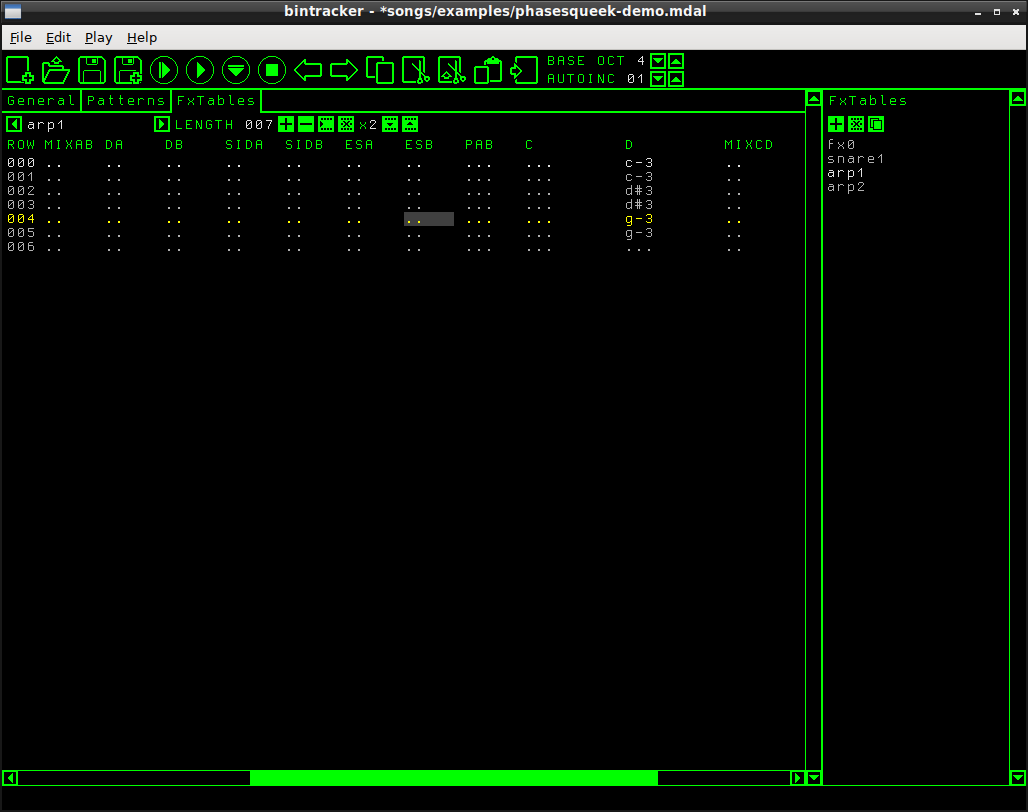 bintracker - *songs/examples/phasesqueek-demo.mdal
File Edit Play Help
BASE OCT 4
AUTOINC 01
General Patterns FxTables FxTables
arp1 LENGTH 007 x2
ROW MIXAB DA DB SIDA SIDB ESA ESB PAB C D MIXCD
000 .. .. .. .. .. .. .. ... ... c-3 ..
001 .. .. .. .. .. .. .. ... ... c-3 ..
002 .. .. .. .. .. .. .. ... ... d#3 ..
003 .. .. .. .. .. .. .. ... ... d#3 ..
004 .. .. .. .. .. .. .. ... ... g-3 ..
005 .. .. .. .. .. .. .. ... ... g-3 ..
006 .. .. .. .. .. .. .. ... ... ... ..
fx0
snare1
arp1
arp2